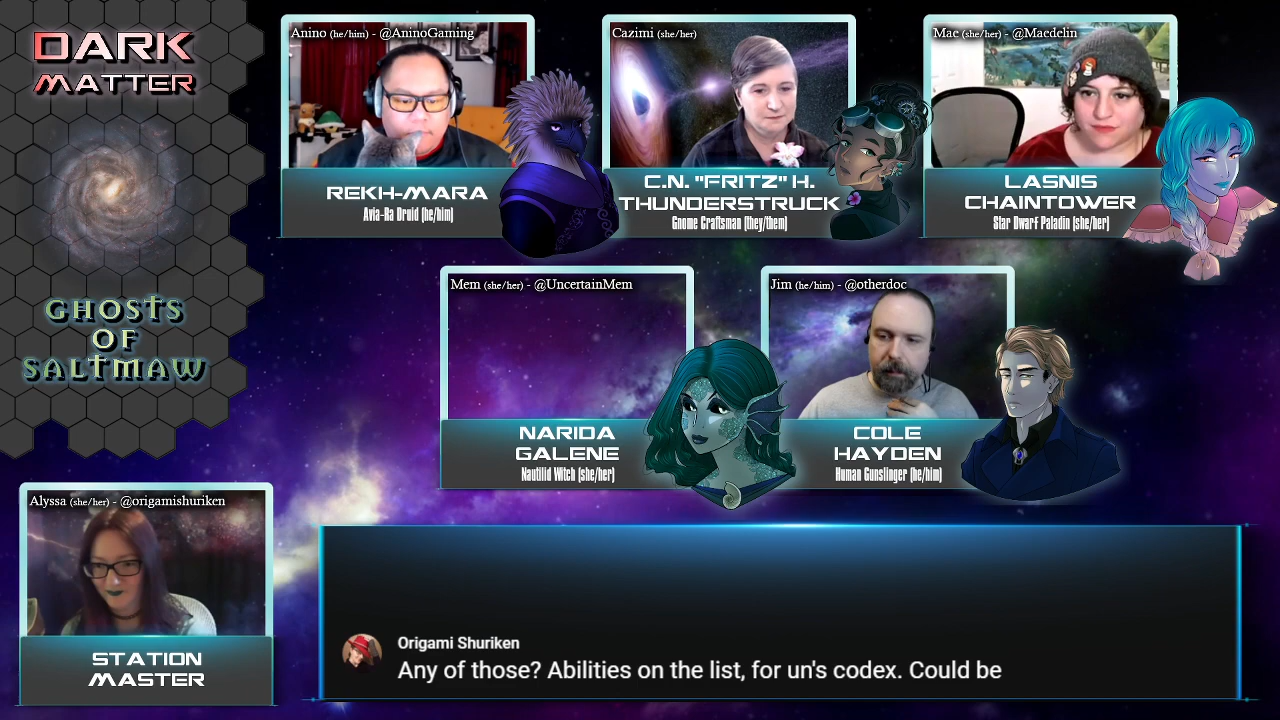 DARK
MATTER
GHOSTS
OF
SALTMAW
Anino (he/him) - @AninoGaming
REKH-MARA
Avia-Ra Druid (he/him)
Cazimi (she/her)
C.N. "FRITZ" H.
THUNDERSTRUCK
Gnome Craftsman (they/them)
Mae (she/her) - @Maedelin
LASNIS
CHAINTOWER
Star Dwarf Paladin (she/her)
Mem (she/her) - @UncertainMem
NARIDA
GALENE
Nautilid Witch (she/her)
Jim (he/him) - @otherdoc
COLE
HAYDEN
Human Gunslinger (he/him)
Alyssa (she/her) - @origamishuriken
STATION
MASTER
Origami Shuriken
Any of those? Abilities on the list, for un's codex. Could be